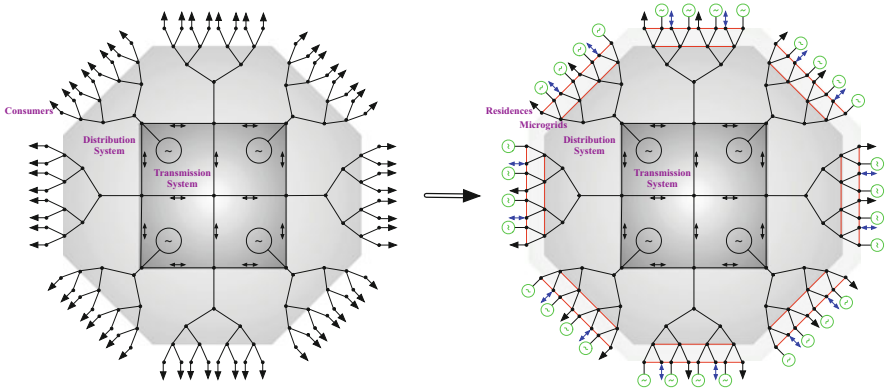 Consumers
Distribution
System
Transmission
System
Residences
Microgrids
Distribution
System
Transmission
System